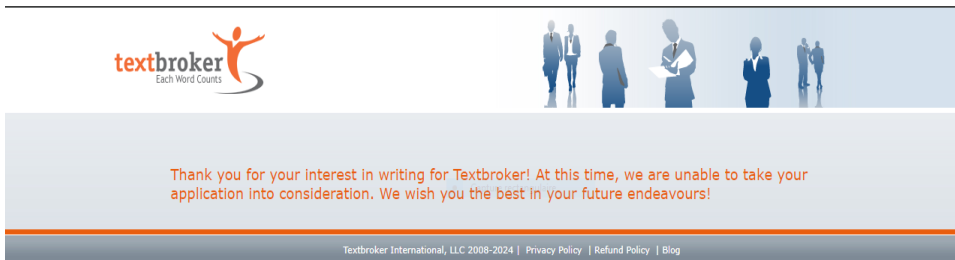 textbroker
Each Word Counts
Thank you for your interest in writing for Textbroker! At this time, we are unable to take your
application into consideration. We wish you the best in your future endeavours!
Textbroker International, LLC 2008-2024 | Privacy Policy | Refund Policy | Blog